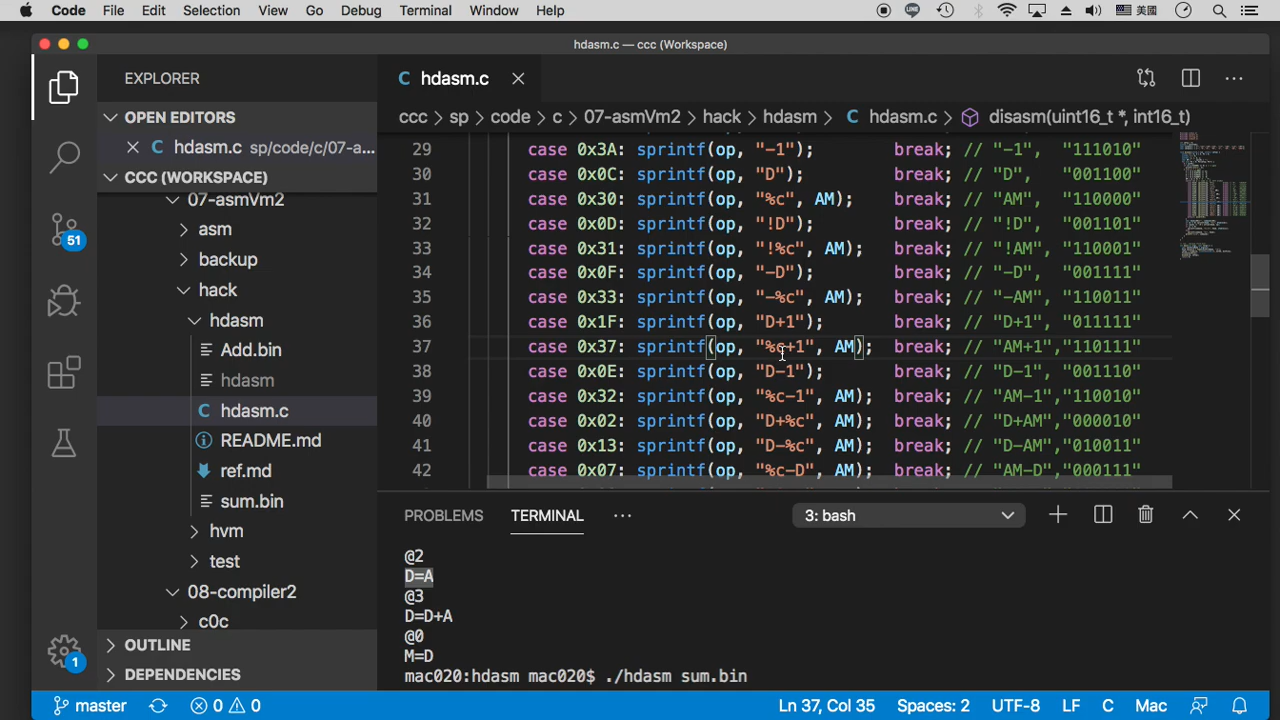 Code File Edit Selection View Go Debug Terminal Window Help 美國
hdasm.c — ccc (Workspace)
EXPLORER
OPEN EDITORS
hdasm.c sp/code/c/07-a...
CCC (WORKSPACE)
07-asmVm2
asm
backup
hack
hdasm
Add.bin
hdasm
C hdasm.c
README.md
ref.md
sum.bin
hvm
test
08-compiler2
c0c
OUTLINE
DEPENDENCIES
51
1
C hdasm.c
ccc > sp > code > c > 07-asmVm2 > hack > hdasm > C hdasm.c > disasm(uint16_t *, int16_t)
29 case 0x3A: sprintf(op, "-1"); break; // "-1", "111010"
30 case 0x0C: sprintf(op, "D"); break; // "D", "001100"
31 case 0x30: sprintf(op, "%c", AM); break; // "AM", "110000"
32 case 0x0D: sprintf(op, "!D"); break; // "!D", "001101"
33 case 0x31: sprintf(op, "!%c", AM); break; // "!AM", "110001"
34 case 0x0F: sprintf(op, "-D"); break; // "-D", "001111"
35 case 0x33: sprintf(op, "-%c", AM); break; // "-AM", "110011"
36 case 0x1F: sprintf(op, "D+1"); break; // "D+1", "011111"
37 case 0x37: sprintf(op, "%c+1", AM); break; // "AM+1","110111"
38 case 0x0E: sprintf(op, "D-1"); break; // "D-1", "001110"
39 case 0x32: sprintf(op, "%c-1", AM); break; // "AM-1","110010"
40 case 0x02: sprintf(op, "D+%c", AM); break; // "D+AM","000010"
41 case 0x13: sprintf(op, "D-%c", AM); break; // "D-AM","010011"
42 case 0x07: sprintf(op, "%c-D", AM); break; // "AM-D","000111"
PROBLEMS TERMINAL ... 3: bash
@2
D=A
@3
D=D+A
@0
M=D
mac020:hdasm mac020$ ./hdasm sum.bin
master 0 0 Ln 37, Col 35 Spaces: 2 UTF-8 LF C Mac